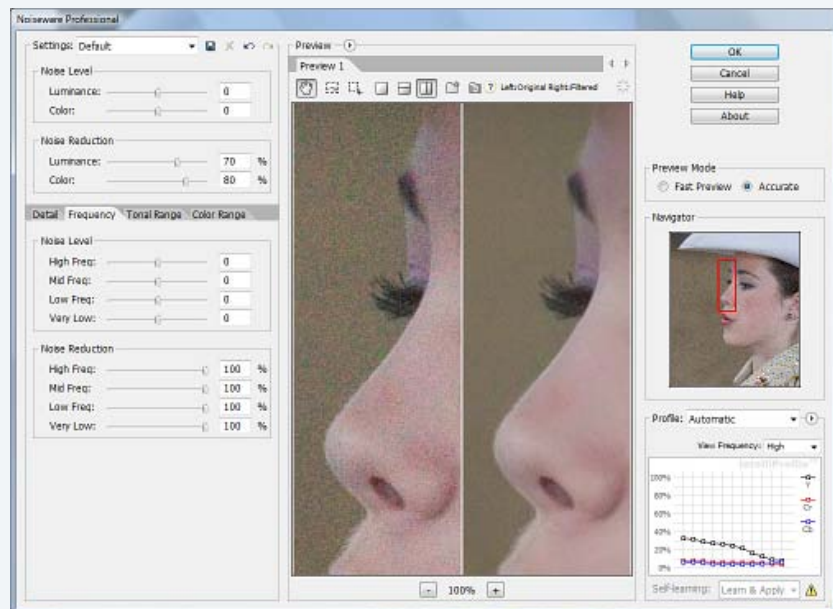 Noiseware Professional
Settings: Default
Noise Level
Luminance: 0
Color: 0
Noise Reduction
Luminance: 70 %
Color: 80 %
Detail Frequency Tonal Range Color Range
Noise Level
High Freq: 0
Mid Freq: 0
Low Freq: 0
Very Low: 0
Noise Reduction
High Freq: 100 %
Mid Freq: 100 %
Low Freq: 100 %
Very Low: 100 %
Preview
Preview 1
? Left:Original Right:Filtered
- 100% +
OK
Cancel
Help
About
Preview Mode
Fast Preview Accurate
Navigator
Profile: Automatic
View Frequency: High
100%
80%
60%
40%
20%
0%
Y
Cr
Cb
Self-learning: Learn & Apply